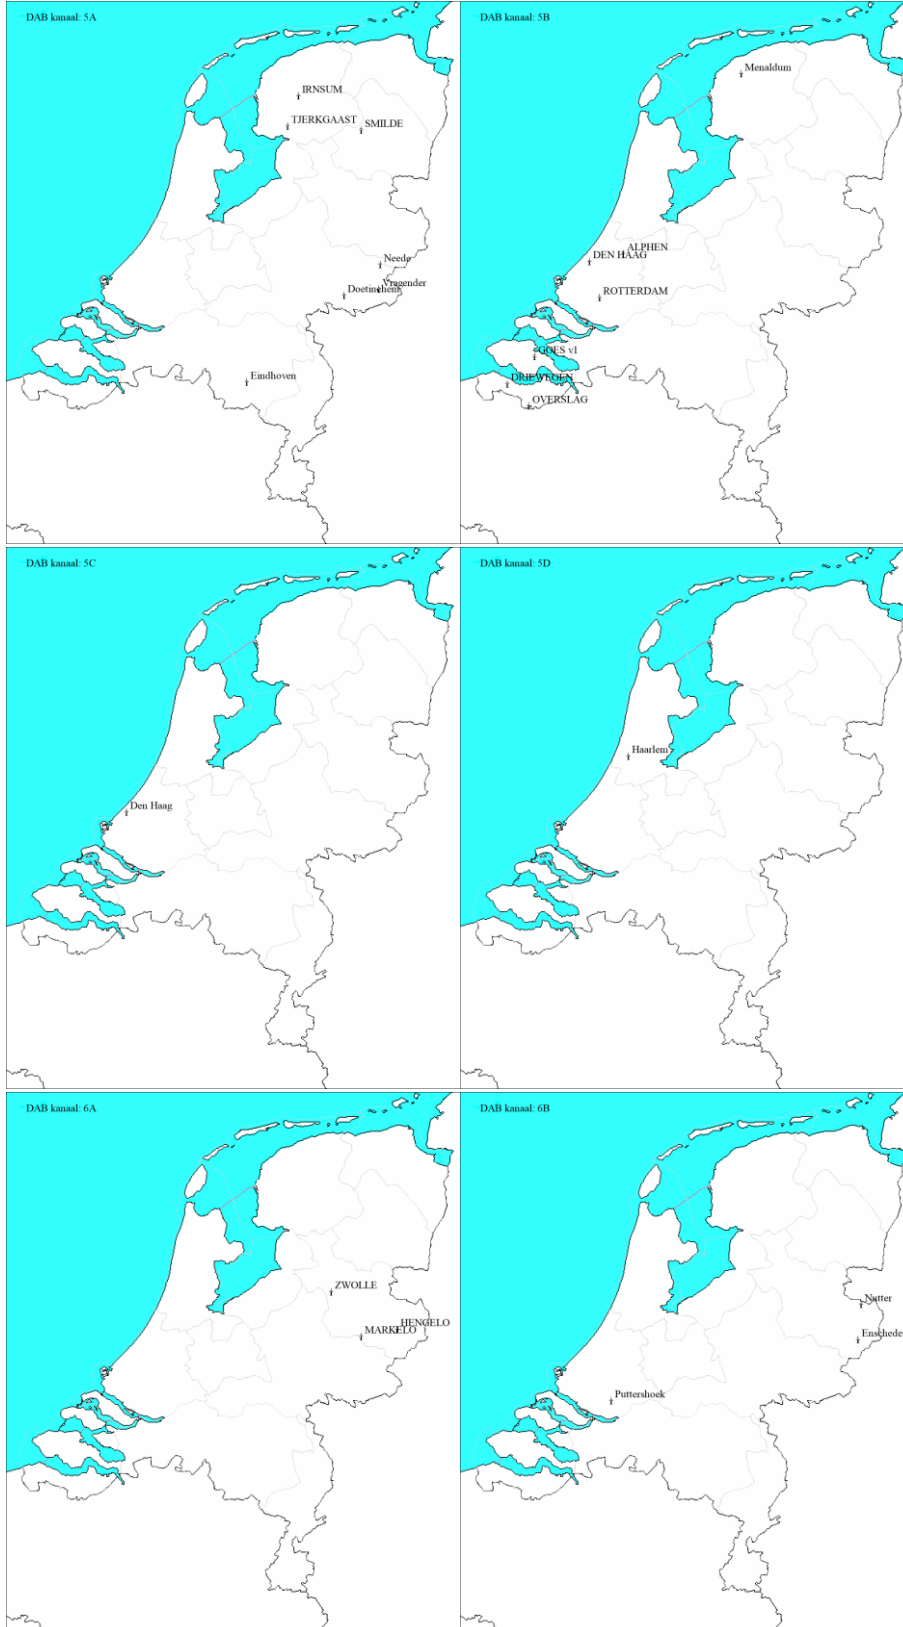 DAB kanaal: 5A
IRNSUM
TJERKGAAST
SMILDE
Neede
Vragender
Doetinchem
Eindhoven
DAB kanaal: 5B
Menaldum
ALPHEN
DEN HAAG
ROTTERDAM
GOES v1
DRIEWEGEN
OVERSLAG
DAB kanaal: 5C
Den Haag
DAB kanaal: 5D
Haarlem
DAB kanaal: 6A
ZWOLLE
HENGELO
MARKELO
DAB kanaal: 6B
Nutter
Enschede
Puttershoek